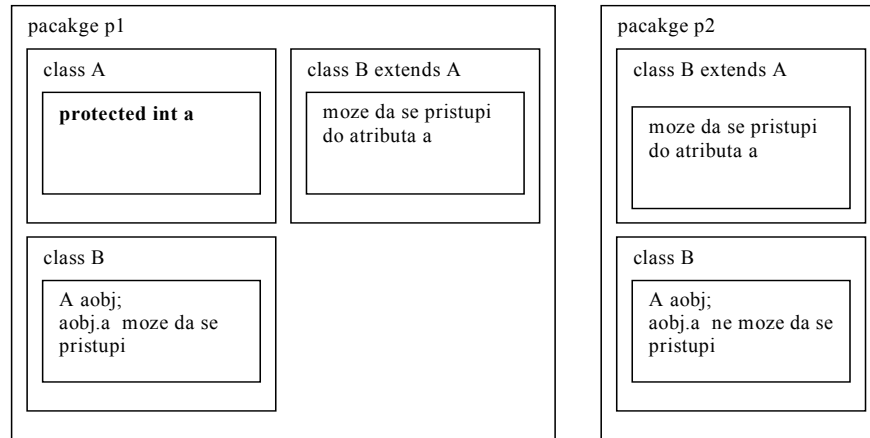 pacakge p1
class A
protected int a
class B extends A
moze da se pristupi
do atributa a
class B
A aobj;
aobj.a moze da se
pristupi
pacakge p2
class B extends A
moze da se pristupi
do atributa a
class B
A aobj;
aobj.a ne moze da se
pristupi